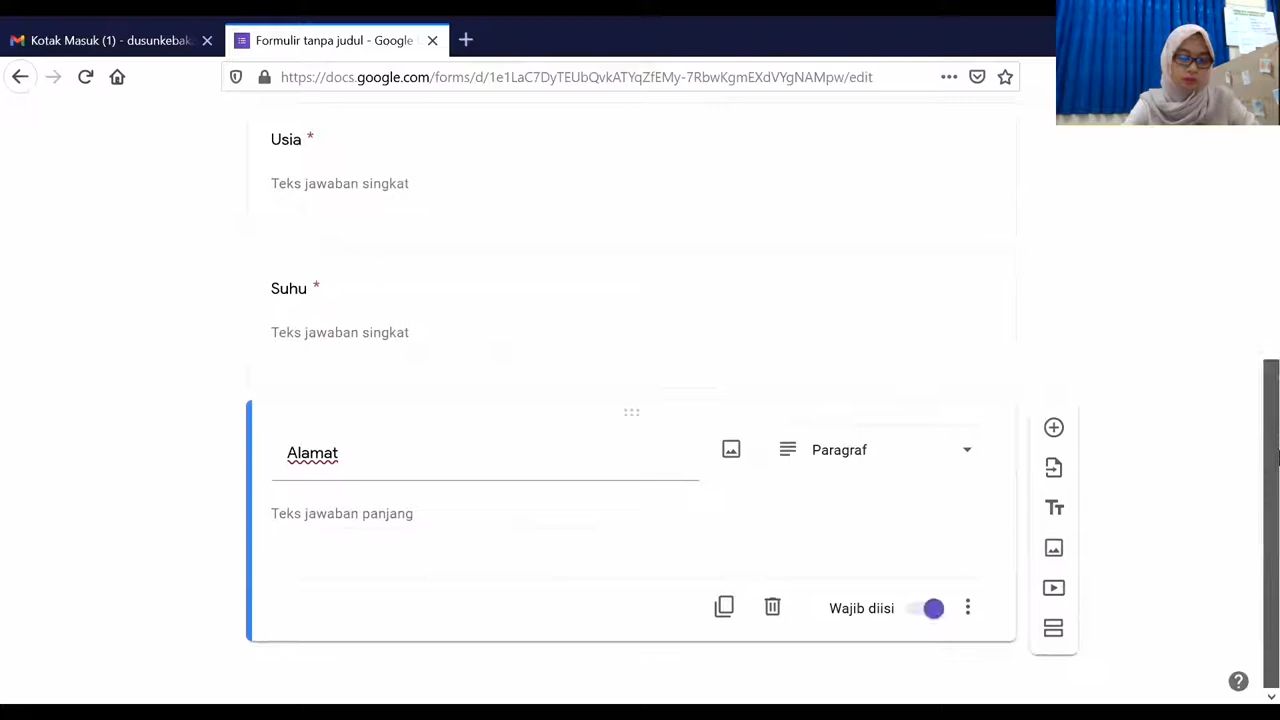 Kotak Masuk (1) - dusunkebak
Formulir tanpa judul - Google
https://docs.google.com/forms/d/1e1LaC7DyTEUbQvkATYqZfEMy-7RbwKgmEXdVYgNAMpw/edit
Usia *
Teks jawaban singkat
Suhu *
Teks jawaban singkat
Alamat
Paragraf
Teks jawaban panjang
Wajib diisi